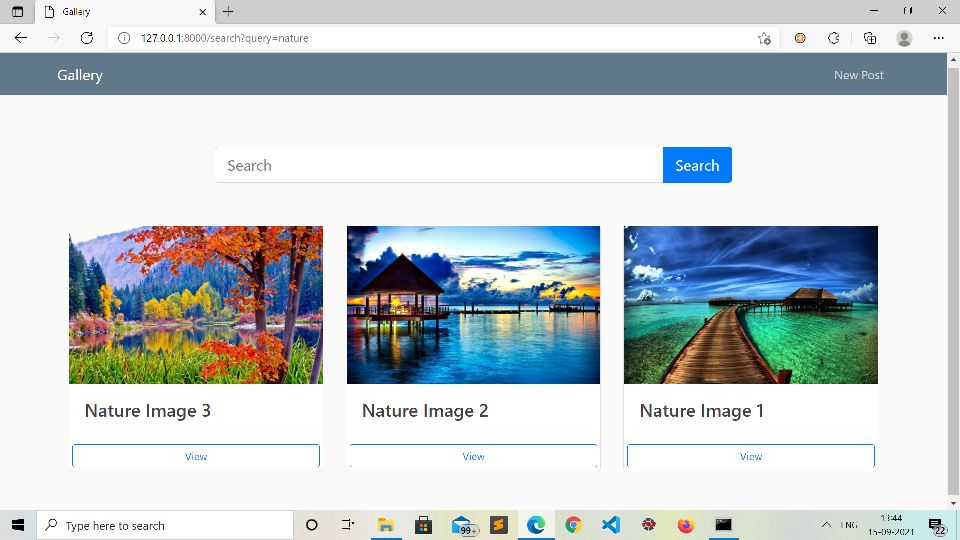 Gallery
127.0.0.1:8000/search?query=nature
Gallery
New Post
Search
Search
Nature Image 3
Nature Image 2
Nature Image 1
View
View
View
Type here to search
99+
ENG
13:44
15-09-2021
22